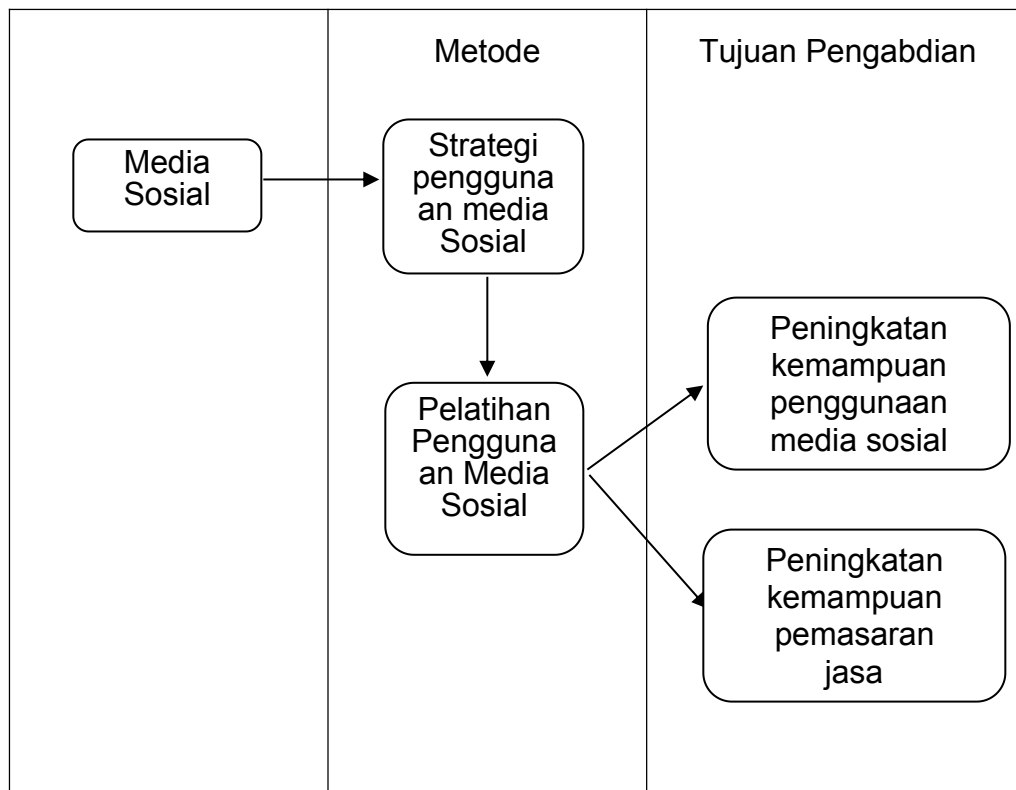 Metode
Tujuan Pengabdian
Media
Sosial
Strategi
pengguna
an media
Sosial
Pelatihan
Pengguna
an Media
Sosial
Peningkatan
kemampuan
penggunaan
media sosial
Peningkatan
kemampuan
pemasaran
jasa